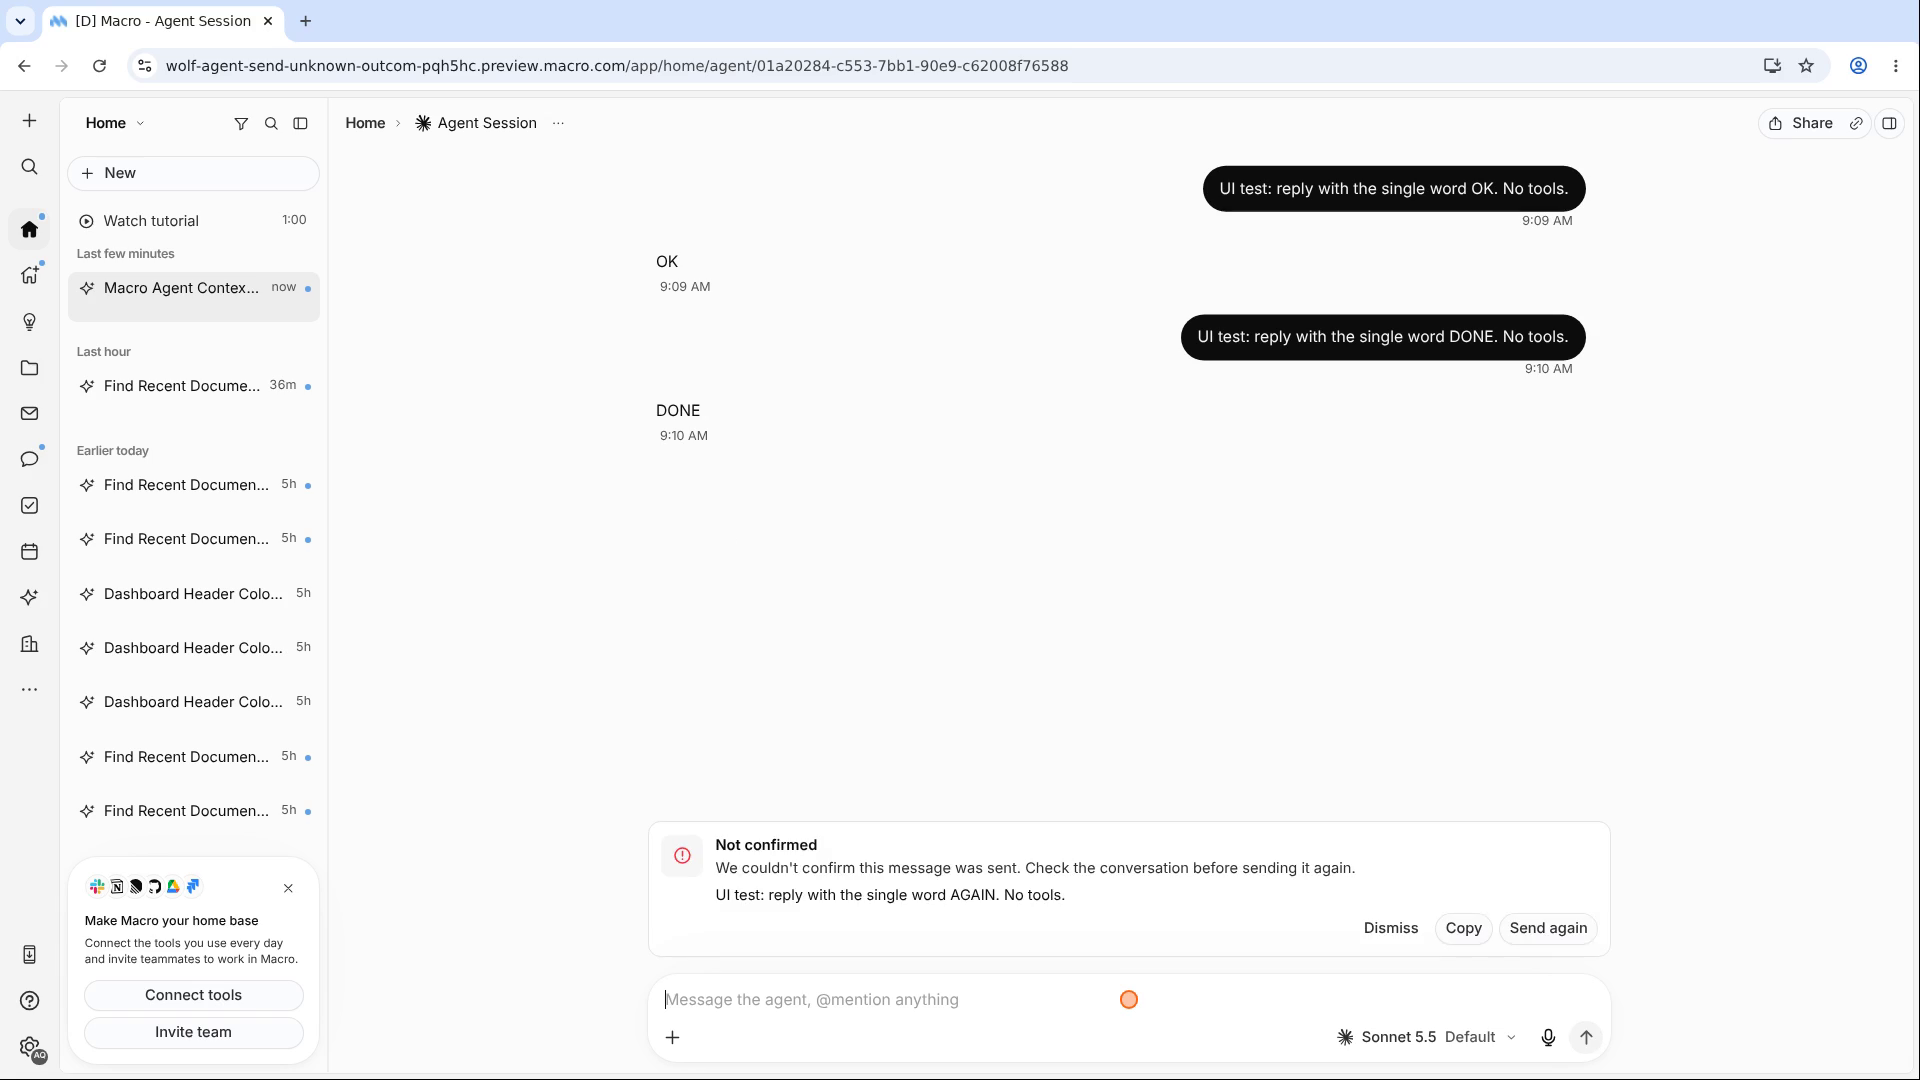 [D] Macro - Agent Session
wolf-agent-send-unknown-outcom-pqh5hc.preview.macro.com/app/home/agent/01a20284-c553-7bb1-90e9-c62008f76588
Home
New
Watch tutorial 1:00
Last few minutes
Macro Agent Contex... now
Last hour
Find Recent Docume... 36m
Earlier today
Find Recent Documen... 5h
Find Recent Documen... 5h
Dashboard Header Colo... 5h
Dashboard Header Colo... 5h
Dashboard Header Colo... 5h
Find Recent Documen... 5h
Find Recent Documen... 5h
Make Macro your home base
Connect the tools you use every day
and invite teammates to work in Macro.
Connect tools
Invite team
AQ
Home Agent Session
Share
UI test: reply with the single word OK. No tools.
9:09 AM
OK
9:09 AM
UI test: reply with the single word DONE. No tools.
9:10 AM
DONE
9:10 AM
Not confirmed
We couldn't confirm this message was sent. Check the conversation before sending it again.
UI test: reply with the single word AGAIN. No tools.
Dismiss Copy Send again
Message the agent, @mention anything
Sonnet 5.5 Default